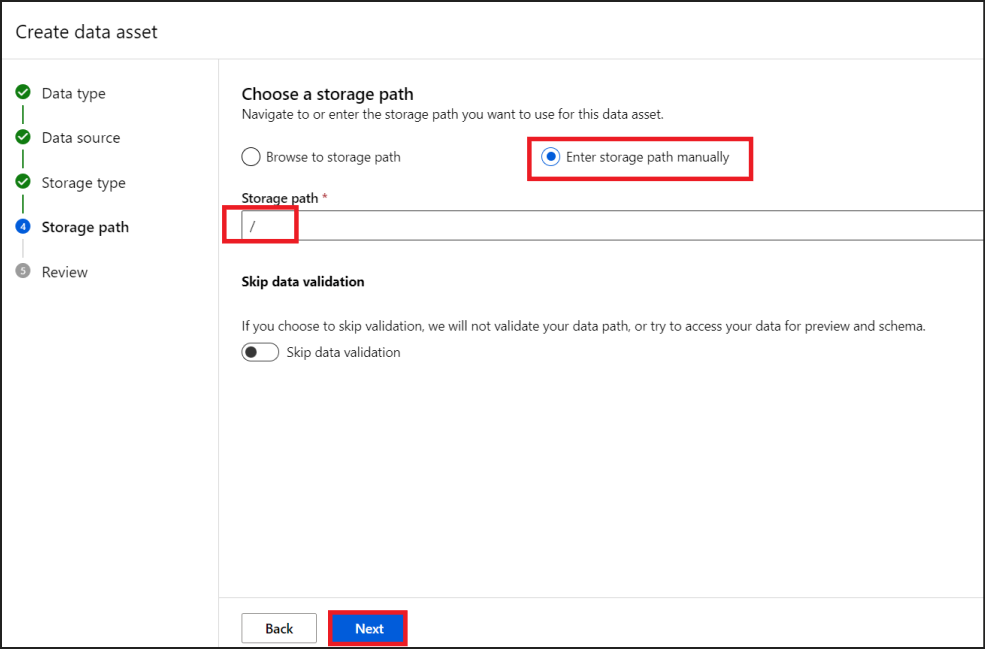 Create data asset
Data type
Data source
Storage type
4 Storage path
5 Review
Choose a storage path
Navigate to or enter the storage path you want to use for this data asset.
Browse to storage path
Enter storage path manually
Storage path *
/
Skip data validation
If you choose to skip validation, we will not validate your data path, or try to access your data for preview and schema.
Skip data validation
Back
Next